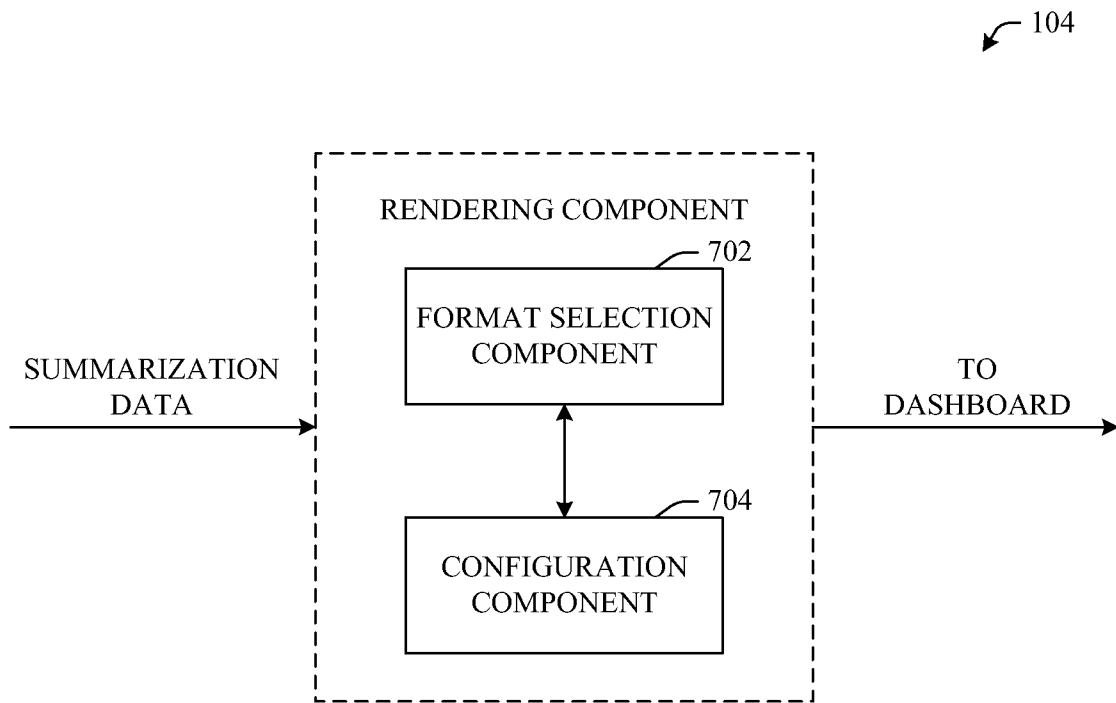 104
RENDERING COMPONENT
702
FORMAT SELECTION
COMPONENT
SUMMARIZATION
DATA
TO
DASHBOARD
704
CONFIGURATION
COMPONENT